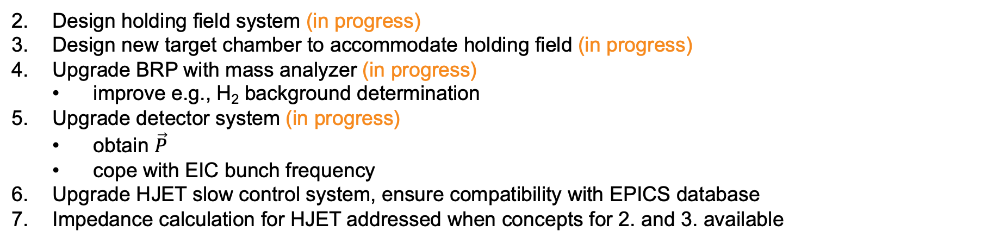 2. Design holding field system (in progress)
3. Design new target chamber to accommodate holding field (in progress)
4. Upgrade BRP with mass analyzer (in progress)
• improve e.g., H₂ background determination
5. Upgrade detector system (in progress)
• obtain P⃗
• cope with EIC bunch frequency
6. Upgrade HJET slow control system, ensure compatibility with EPICS database
7. Impedance calculation for HJET addressed when concepts for 2. and 3. available